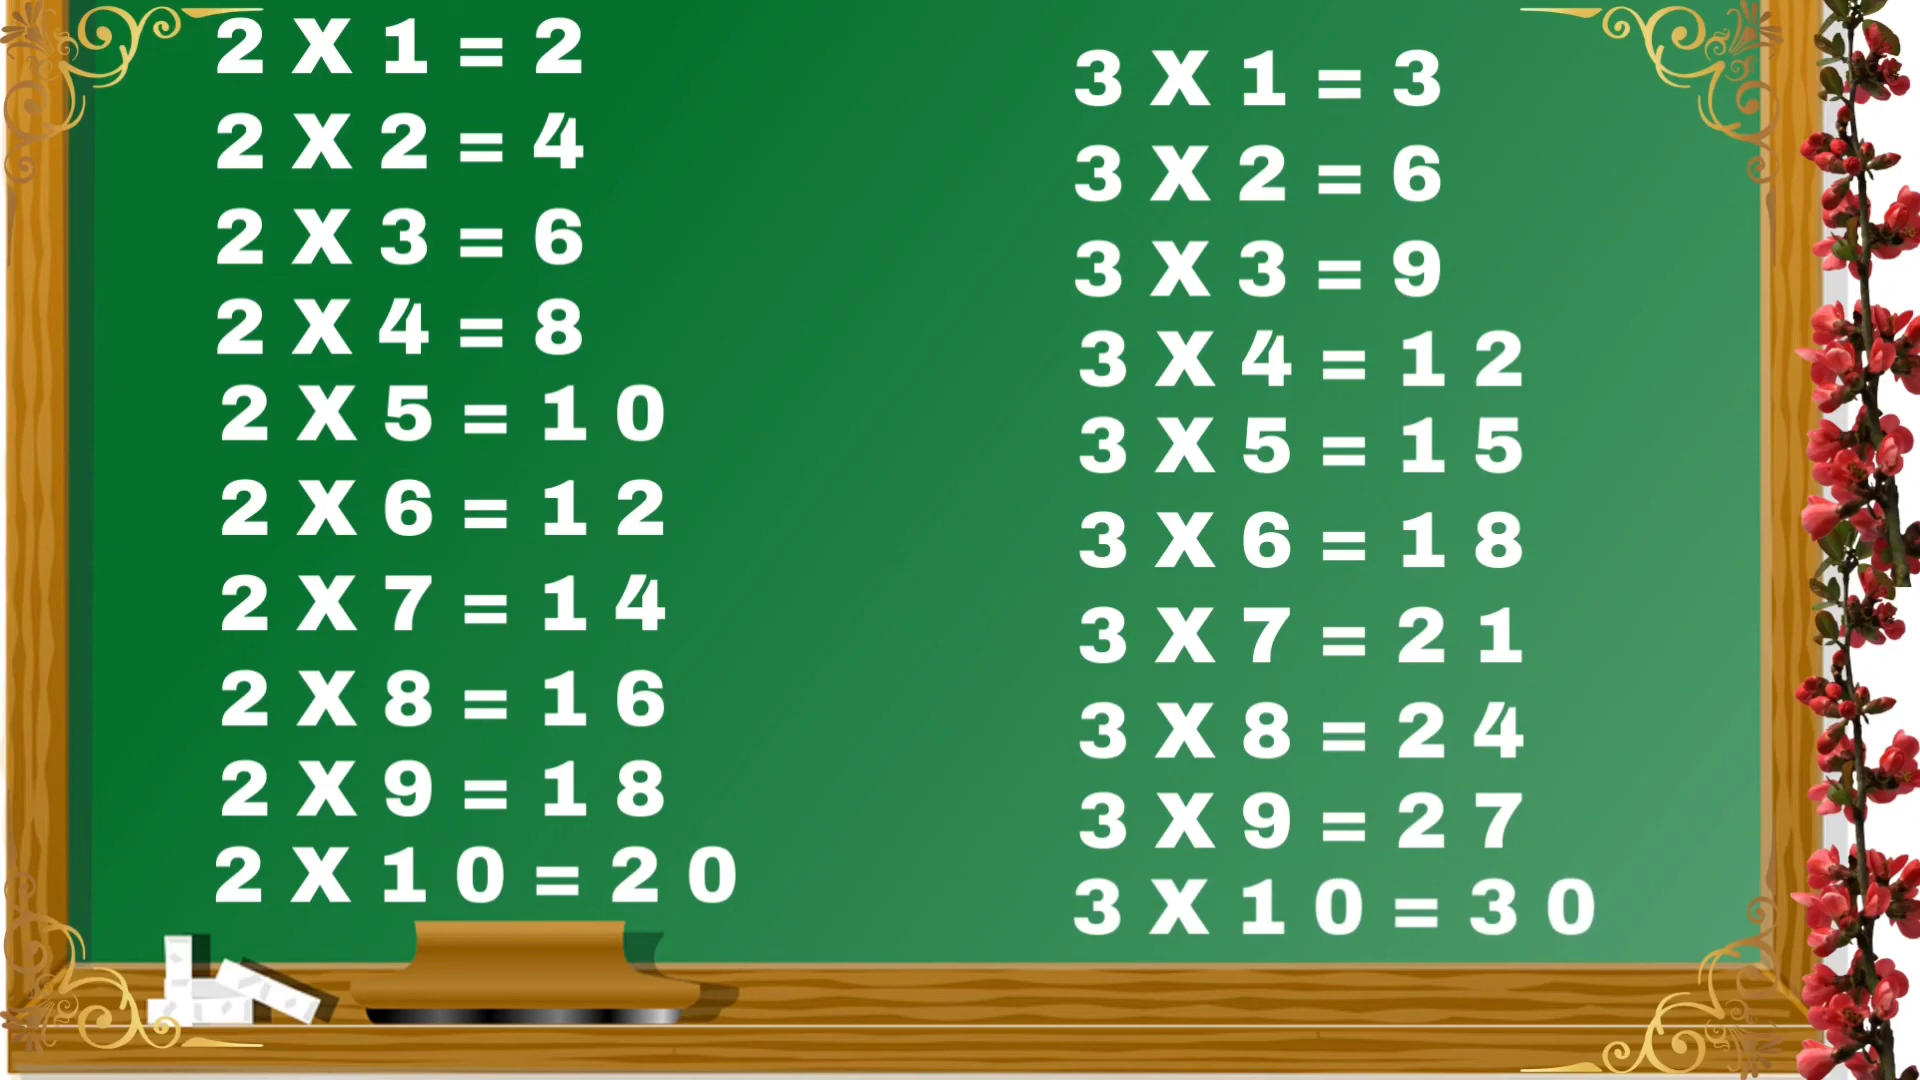 2 X 1 = 2
2 X 2 = 4
2 X 3 = 6
2 X 4 = 8
2 X 5 = 1 0
2 X 6 = 1 2
2 X 7 = 1 4
2 X 8 = 1 6
2 X 9 = 1 8
2 X 1 0 = 2 0
3 X 1 = 3
3 X 2 = 6
3 X 3 = 9
3 X 4 = 1 2
3 X 5 = 1 5
3 X 6 = 1 8
3 X 7 = 2 1
3 X 8 = 2 4
3 X 9 = 2 7
3 X 1 0 = 3 0